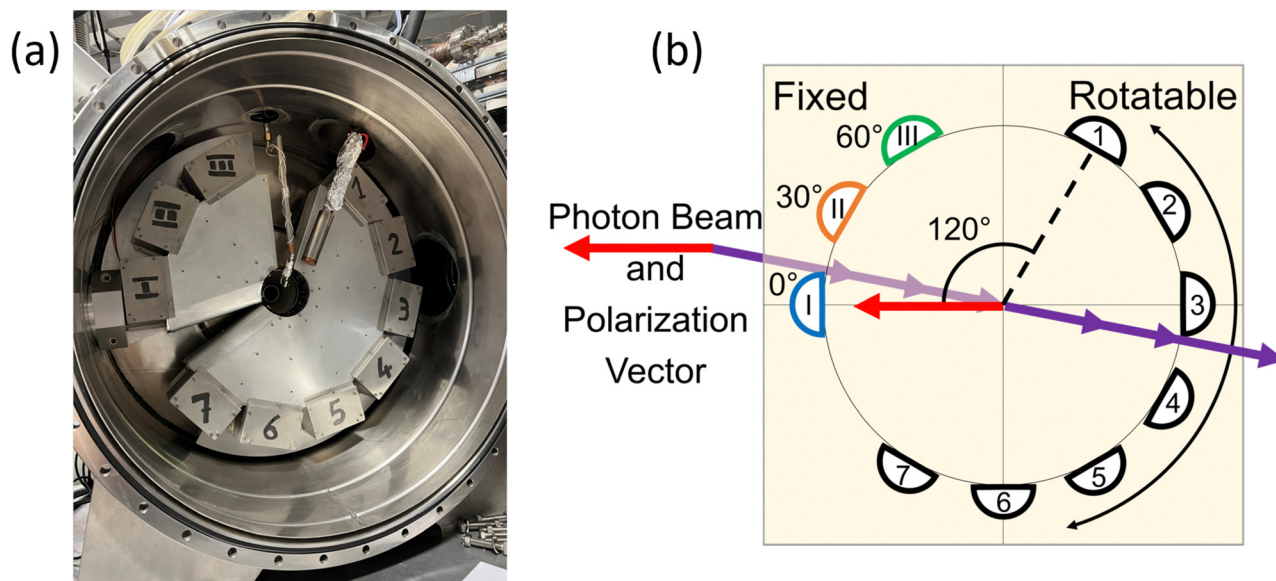 (a)
III
II
I
1
2
3
4
5
6
7
(b)
Fixed
Rotatable
60°
III
1
30°
II
2
Photon Beam
and
Polarization
Vector
120°
0°
I
3
4
5
6
7